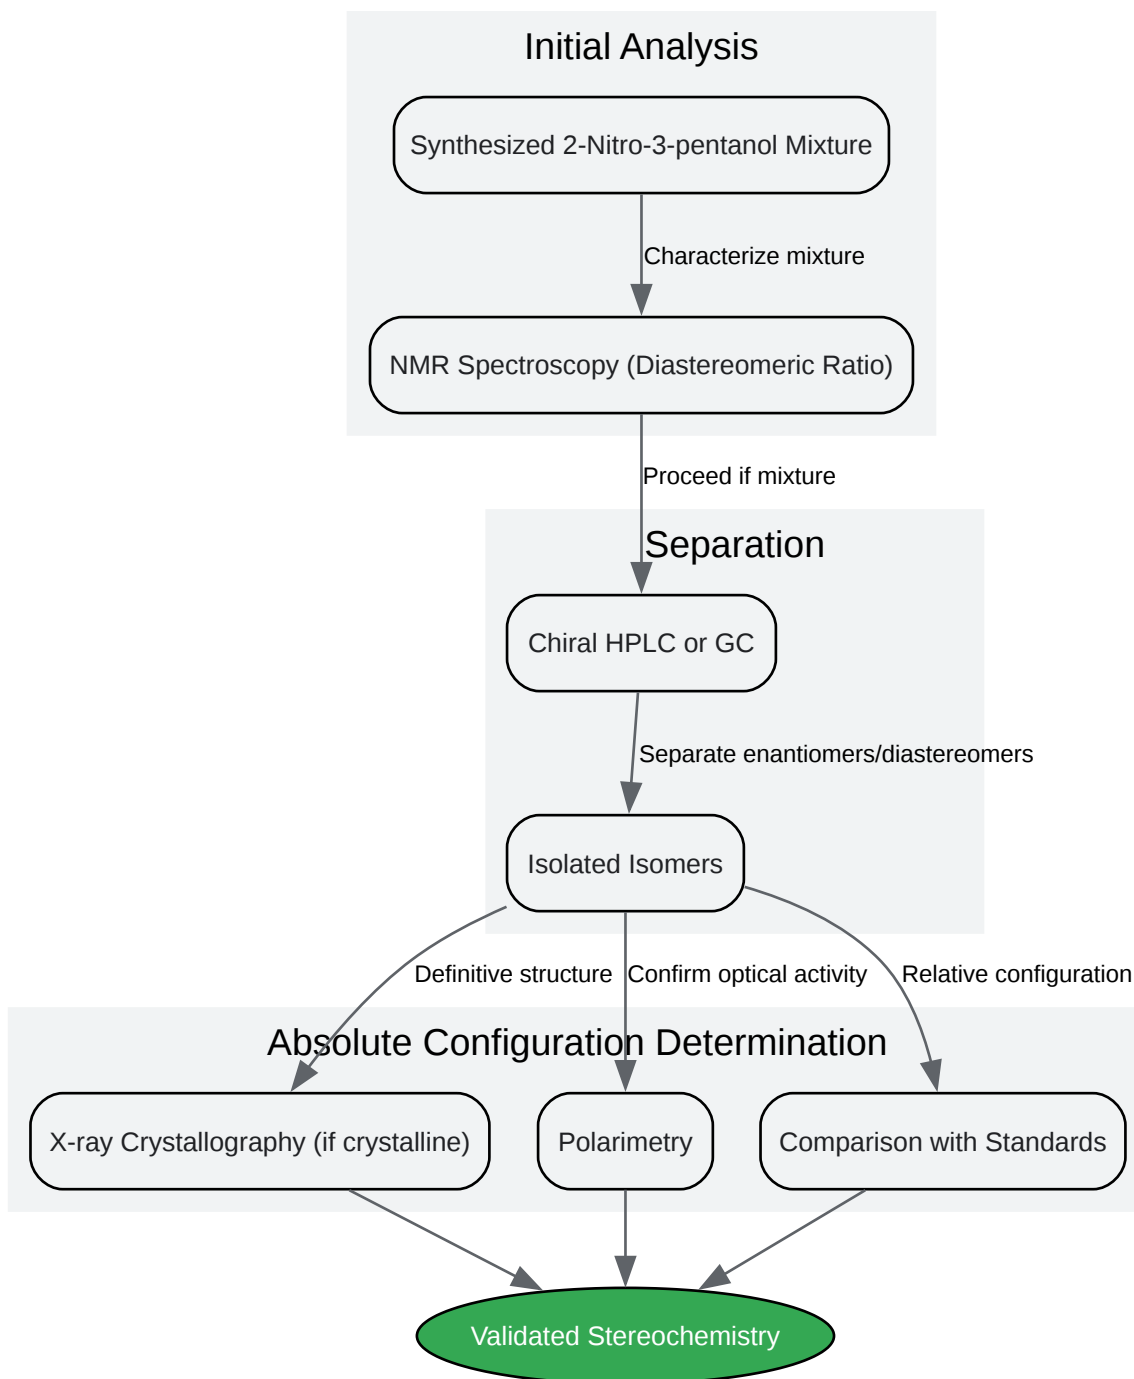 Initial Analysis
Synthesized 2-Nitro-3-pentanol Mixture
Characterize mixture
NMR Spectroscopy (Diastereomeric Ratio)
Proceed if mixture
Separation
Chiral HPLC or GC
Separate enantiomers/diastereomers
Isolated Isomers
Definitive structure
Confirm optical activity
Relative configuration
Absolute Configuration Determination
X-ray Crystallography (if crystalline)
Polarimetry
Comparison with Standards
Validated Stereochemistry